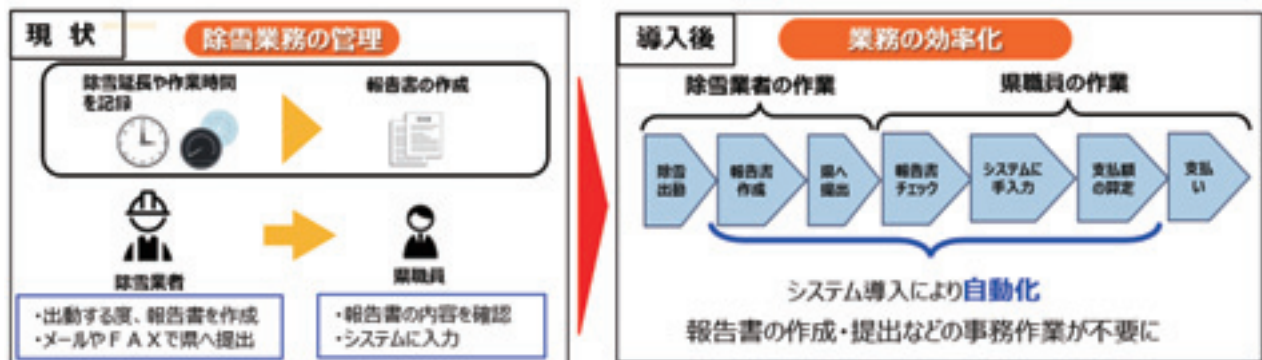 現 状
除雪業務の管理
除雪延長や作業時間
を記録
報告書の作成
除雪業者
県職員
・出動する度、報告書を作成
・メールやＦＡＸで県へ提出
・報告書の内容を確認
・システムに入力
導入後
業務の効率化
除雪業者の作業
県職員の作業
除雪
出動
報告書
作成
県へ
提出
報告書
チェック
システムに
手入力
支払額
の算定
支払
い
システム導入により自動化
報告書の作成・提出などの事務作業が不要に